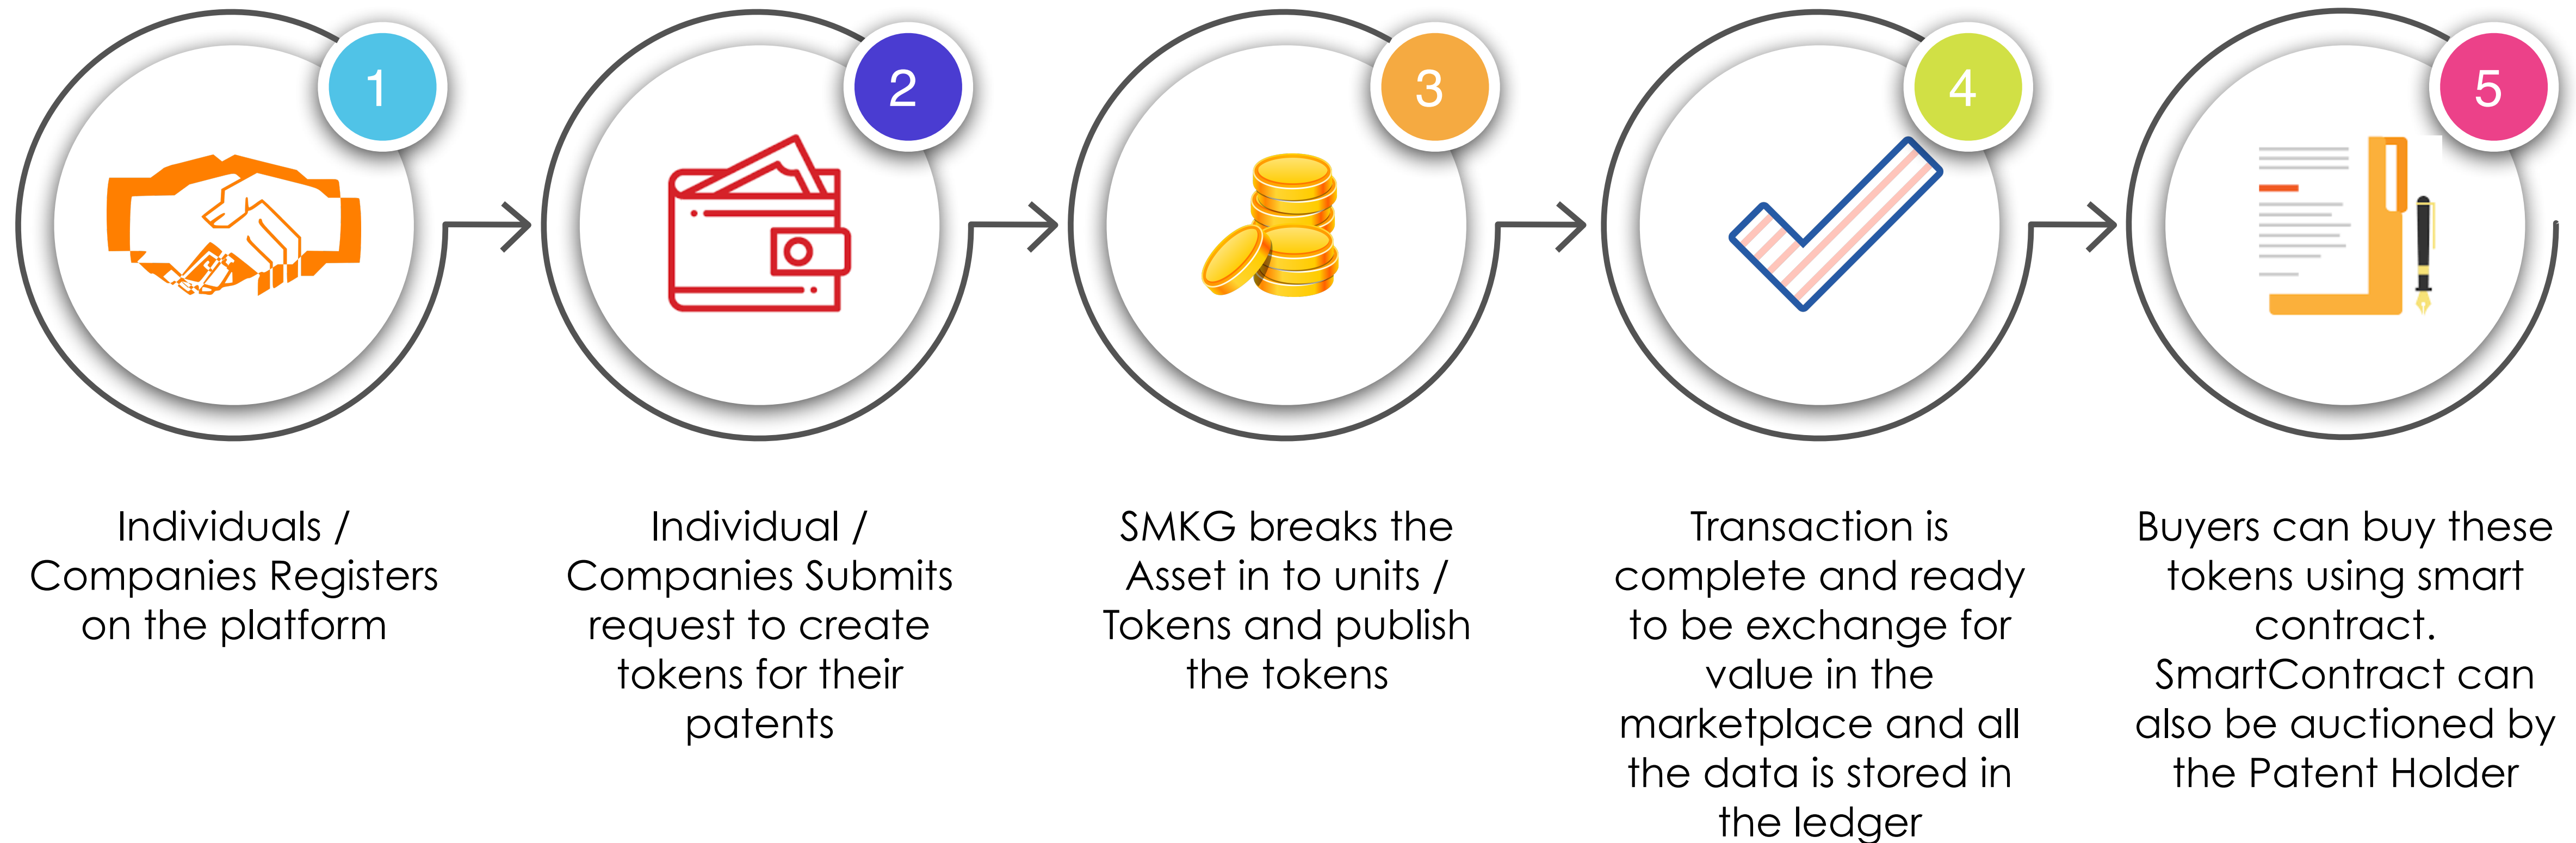 1
Individuals /
Companies Registers
on the platform
2
Individual /
Companies Submits
request to create
tokens for their
patents
3
SMKG breaks the
Asset in to units /
Tokens and publish
the tokens
4
Transaction is
complete and ready
to be exchange for
value in the
marketplace and all
the data is stored in
the ledger
5
Buyers can buy these
tokens using smart
contract.
SmartContract can
also be auctioned by
the Patent Holder